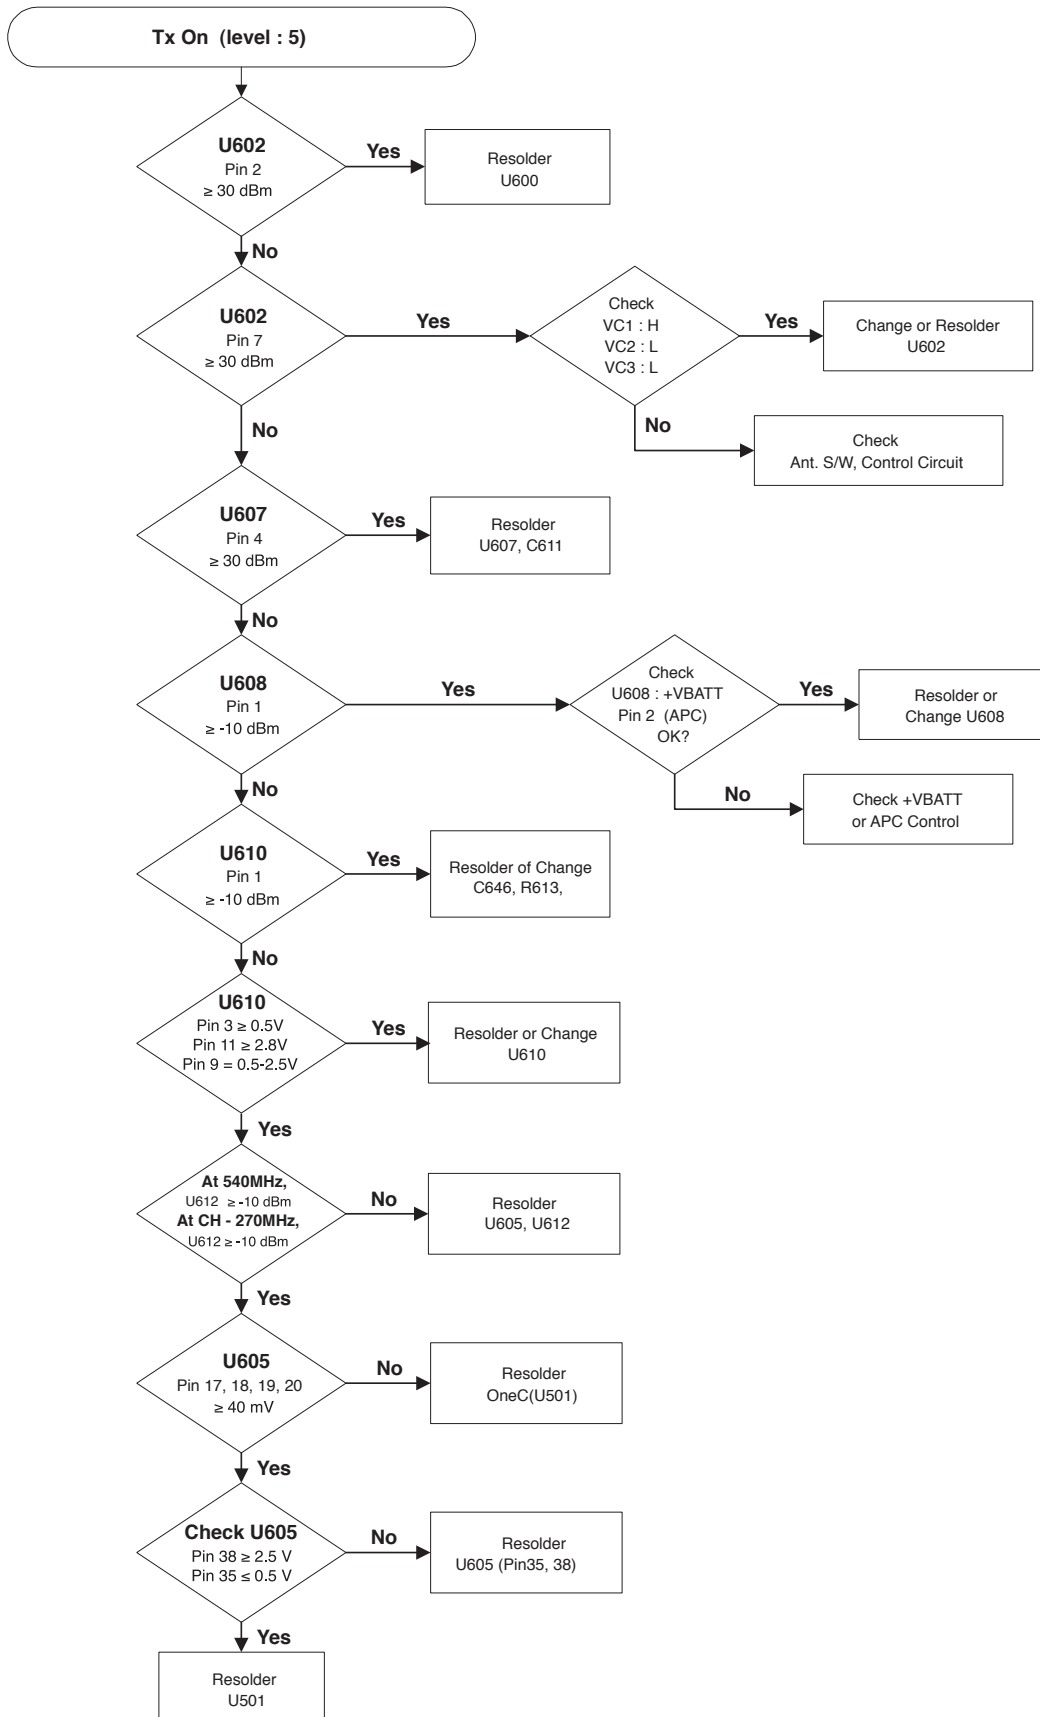 Tx On (level : 5)
U602
Pin 2
≥ 30 dBm
Yes
Resolder
U600
No
U602
Pin 7
≥ 30 dBm
Yes
Check
VC1 : H
VC2 : L
VC3 : L
Yes
Change or Resolder
U602
No
Check
Ant. S/W, Control Circuit
No
U607
Pin 4
≥ 30 dBm
Yes
Resolder
U607, C611
No
U608
Pin 1
≥ -10 dBm
Yes
Check
U608 : +VBATT
Pin 2 (APC)
OK?
Yes
Resolder or
Change U608
No
Check +VBATT
or APC Control
No
U610
Pin 1
≥ -10 dBm
Yes
Resolder of Change
C646, R613,
No
U610
Pin 3 ≥ 0.5V
Pin 11 ≥ 2.8V
Pin 9 = 0.5-2.5V
Yes
Resolder or Change
U610
Yes
At 540MHz,
U612 ≥ -10 dBm
At CH - 270MHz,
U612 ≥ -10 dBm
No
Resolder
U605, U612
Yes
U605
Pin 17, 18, 19, 20
≥ 40 mV
No
Resolder
OneC(U501)
Yes
Check U605
Pin 38 ≥ 2.5 V
Pin 35 ≤ 0.5 V
No
Resolder
U605 (Pin35, 38)
Yes
Resolder
U501